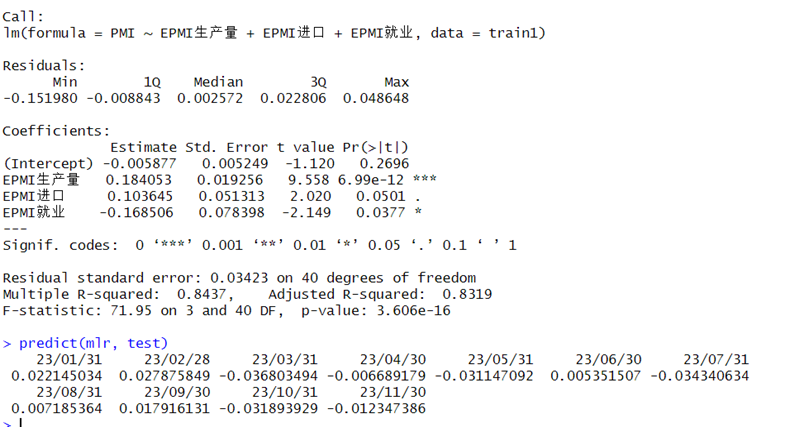 Call:
lm(formula = PMI ~ EPMI生产量 + EPMI进口 + EPMI就业, data = train1)
Residuals:
Min 1Q Median 3Q Max
-0.151980 -0.008843 0.002572 0.022806 0.048648
Coefficients:
Estimate Std. Error t value Pr(>|t|)
(Intercept) -0.005877 0.005249 -1.120 0.2696
EPMI生产量 0.184053 0.019256 9.558 6.99e-12 ***
EPMI进口 0.103645 0.051313 2.020 0.0501 .
EPMI就业 -0.168506 0.078398 -2.149 0.0377 *
---
Signif. codes: 0 ‘***’ 0.001 ‘**’ 0.01 ‘*’ 0.05 ‘.’ 0.1 ‘ ’ 1
Residual standard error: 0.03423 on 40 degrees of freedom
Multiple R-squared: 0.8437, Adjusted R-squared: 0.8319
F-statistic: 71.95 on 3 and 40 DF, p-value: 3.606e-16
> predict(mlr, test)
23/01/31 23/02/28 23/03/31 23/04/30 23/05/31 23/06/30 23/07/31
0.022145034 0.027875849 -0.036803494 -0.006689179 -0.031147092 0.005351507 -0.034340634
23/08/31 23/09/30 23/10/31 23/11/30
0.007185364 0.017916131 -0.031893929 -0.012347386
>